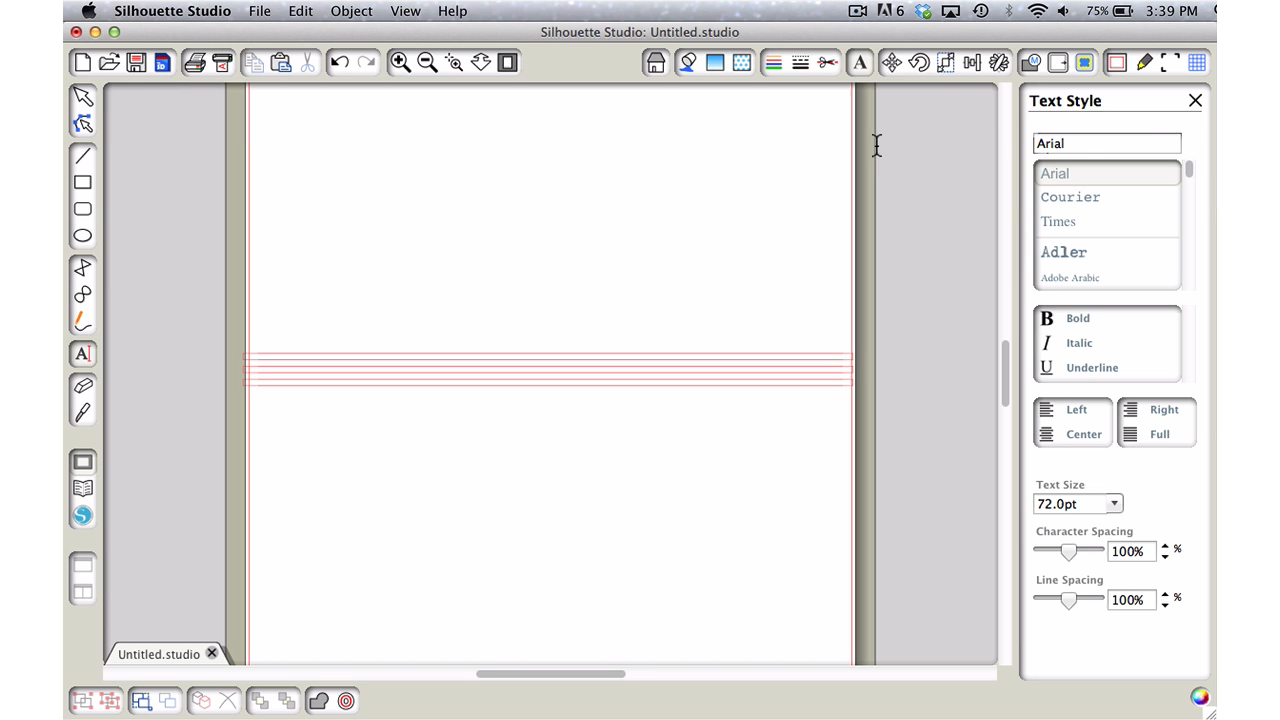 Silhouette Studio File Edit Object View Help 6 75% 3:39 PM
Silhouette Studio: Untitled.studio
Text Style
Arial
Arial
Courier
Times
Adler
Adobe Arabic
B Bold
I Italic
U Underline
Left Right
Center Full
Text Size
72.0pt
Character Spacing
100% %
Line Spacing
100% %
Untitled.studio